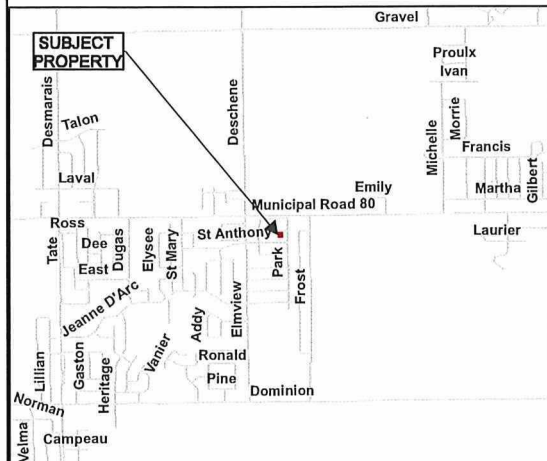 Gravel
SUBJECT
PROPERTY
Proulx
Ivan
Desmarais
Talon
Deschene
Michelle
Morrie
Francis
Gilbert
Laval
Emily
Martha
Municipal Road 80
Ross
St Anthony
Laurier
Tate
Dee
East
Dugas
Elysee
St Mary
Park
Frost
Jeanne D'Arc
Elmview
Addy
Vanier
Ronald
Pine
Lillian
Gaston
Heritage
Dominion
Norman
Velma
Campeau